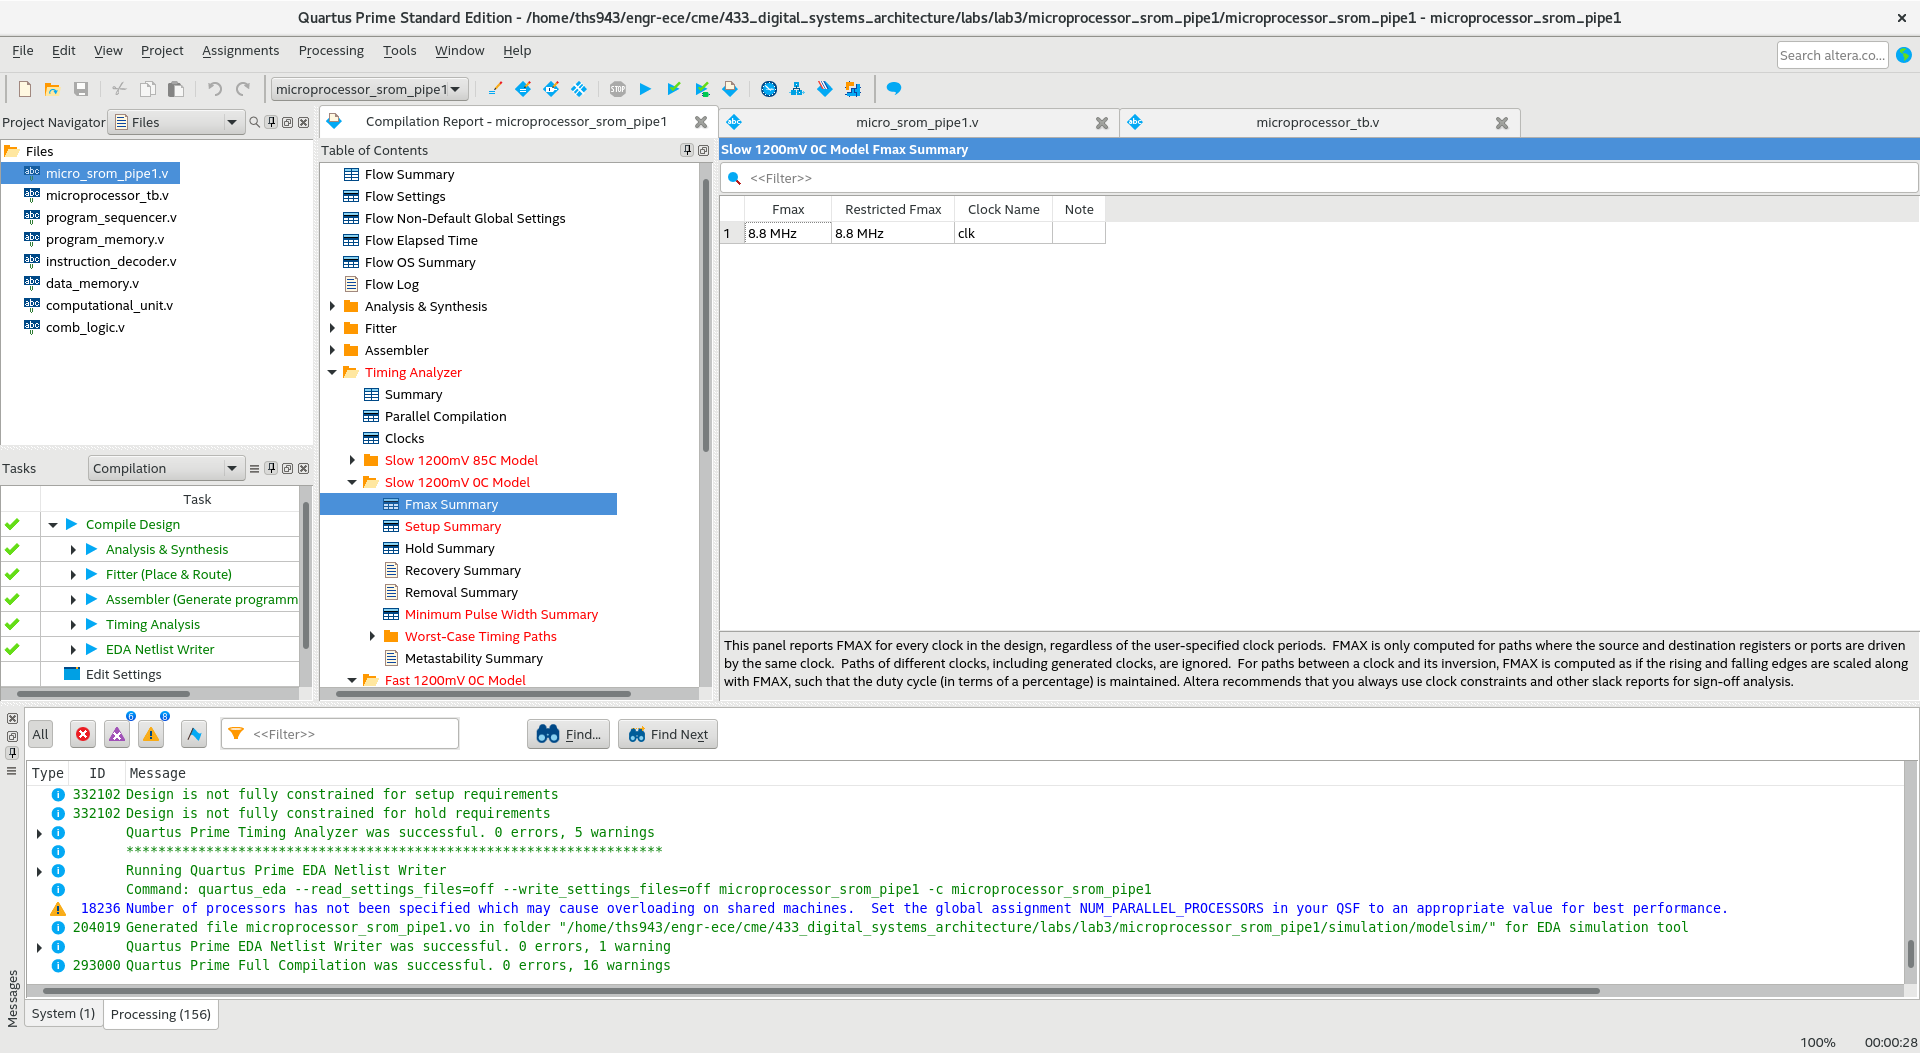 Quartus Prime Standard Edition - /home/ths943/engr-ece/cme/433_digital_systems_architecture/labs/lab3/microprocessor_srom_pipe1/microprocessor_srom_pipe1 - microprocessor_srom_pipe1
File Edit View Project Assignments Processing Tools Window Help
Search altera.co...
microprocessor_srom_pipe1
STOP
Project Navigator Files
Files
abc micro_srom_pipe1.v
abc microprocessor_tb.v
abc program_sequencer.v
abc program_memory.v
abc instruction_decoder.v
abc data_memory.v
abc computational_unit.v
abc comb_logic.v
Tasks Compilation
Task
Compile Design
Analysis & Synthesis
Fitter (Place & Route)
Assembler (Generate programm
Timing Analysis
EDA Netlist Writer
Edit Settings
Compilation Report - microprocessor_srom_pipe1
abc micro_srom_pipe1.v
abc microprocessor_tb.v
Table of Contents
Flow Summary
Flow Settings
Flow Non-Default Global Settings
Flow Elapsed Time
Flow OS Summary
Flow Log
Analysis & Synthesis
Fitter
Assembler
Timing Analyzer
Summary
Parallel Compilation
Clocks
Slow 1200mV 85C Model
Slow 1200mV 0C Model
Fmax Summary
Setup Summary
Hold Summary
Recovery Summary
Removal Summary
Minimum Pulse Width Summary
Worst-Case Timing Paths
Metastability Summary
Fast 1200mV 0C Model
Slow 1200mV 0C Model Fmax Summary
<<Filter>>
Fmax Restricted Fmax Clock Name Note
1 8.8 MHz 8.8 MHz clk
This panel reports FMAX for every clock in the design, regardless of the user-specified clock periods.  FMAX is only computed for paths where the source and destination registers or ports are driven
by the same clock.  Paths of different clocks, including generated clocks, are ignored.  For paths between a clock and its inversion, FMAX is computed as if the rising and falling edges are scaled along
with FMAX, such that the duty cycle (in terms of a percentage) is maintained. Altera recommends that you always use clock constraints and other slack reports for sign-off analysis.
All 6 8 <<Filter>> Find... Find Next
Type ID Message
332102 Design is not fully constrained for setup requirements
332102 Design is not fully constrained for hold requirements
Quartus Prime Timing Analyzer was successful. 0 errors, 5 warnings
*******************************************************************
Running Quartus Prime EDA Netlist Writer
Command: quartus_eda --read_settings_files=off --write_settings_files=off microprocessor_srom_pipe1 -c microprocessor_srom_pipe1
18236 Number of processors has not been specified which may cause overloading on shared machines.  Set the global assignment NUM_PARALLEL_PROCESSORS in your QSF to an appropriate value for best performance.
204019 Generated file microprocessor_srom_pipe1.vo in folder "/home/ths943/engr-ece/cme/433_digital_systems_architecture/labs/lab3/microprocessor_srom_pipe1/simulation/modelsim/" for EDA simulation tool
Quartus Prime EDA Netlist Writer was successful. 0 errors, 1 warning
293000 Quartus Prime Full Compilation was successful. 0 errors, 16 warnings
Messages
System (1) Processing (156)
100% 00:00:28